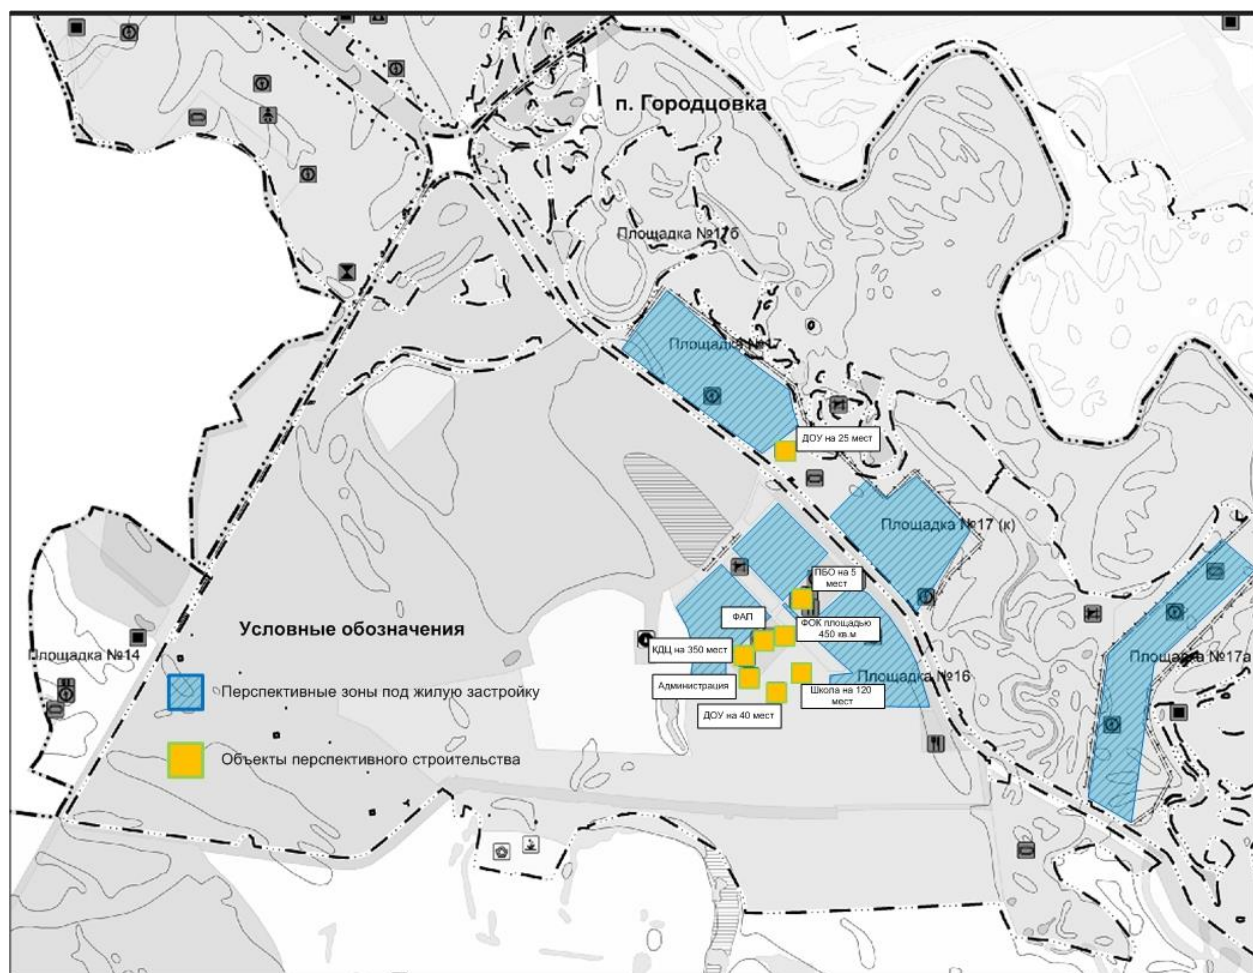 п. Городцовка
Площадка №17б
Площадка №17
ДОУ на 25 мест
Площадка №17 (к)
ПБО на 5
мест
ФАП
ФОК площадью
450 кв.м
Условные обозначения
КДЦ на 350 мест
Площадка №14
Площадка №17а
Площадка №16
Администрация
Перспективные зоны под жилую застройку
Школа на 120
мест
ДОУ на 40 мест
Объекты перспективного строительства